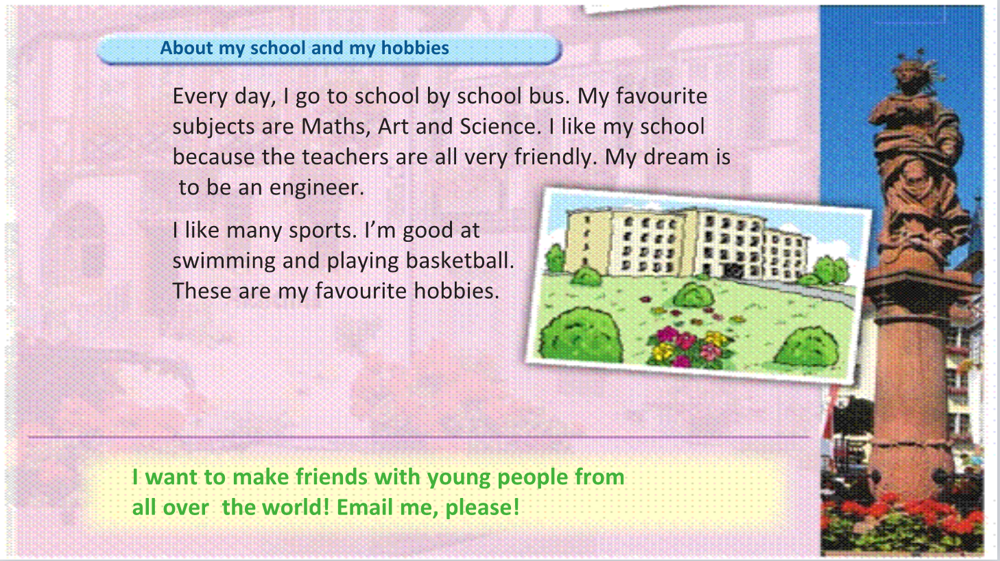 About my school and my hobbies
Every day, I go to school by school bus. My favourite
subjects are Maths, Art and Science. I like my school
because the teachers are all very friendly. My dream is
to be an engineer.
I like many sports. I’m good at
swimming and playing basketball.
These are my favourite hobbies.
I want to make friends with young people from
all over the world! Email me, please!